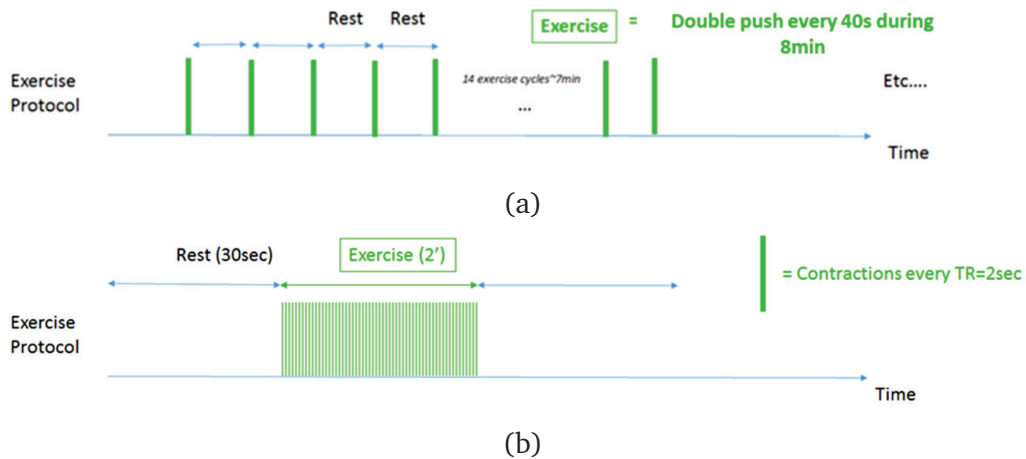 Rest Rest
Exercise = Double push every 40s during
8min
Exercise
Protocol
14 exercise cycles~7min
...
Etc....
Time
(a)
Rest (30sec)
Exercise (2')
= Contractions every TR=2sec
Exercise
Protocol
Time
(b)